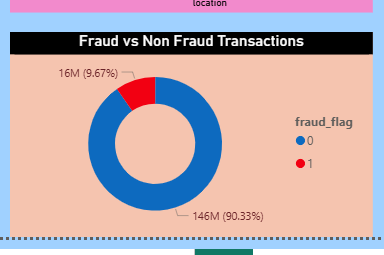 location
Fraud vs Non Fraud Transactions
16M (9.67%)
fraud_flag
0
1
146M (90.33%)